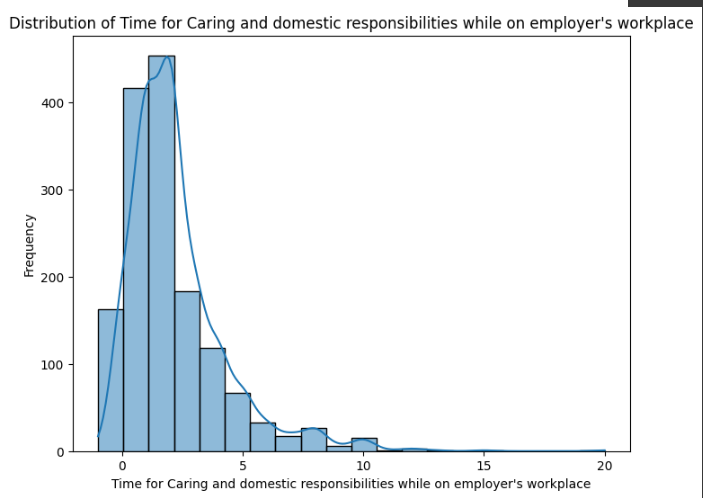 Distribution of Time for Caring and domestic responsibilities while on employer's workplace
Frequency
400
300
200
100
0
0 5 10 15 20
Time for Caring and domestic responsibilities while on employer's workplace